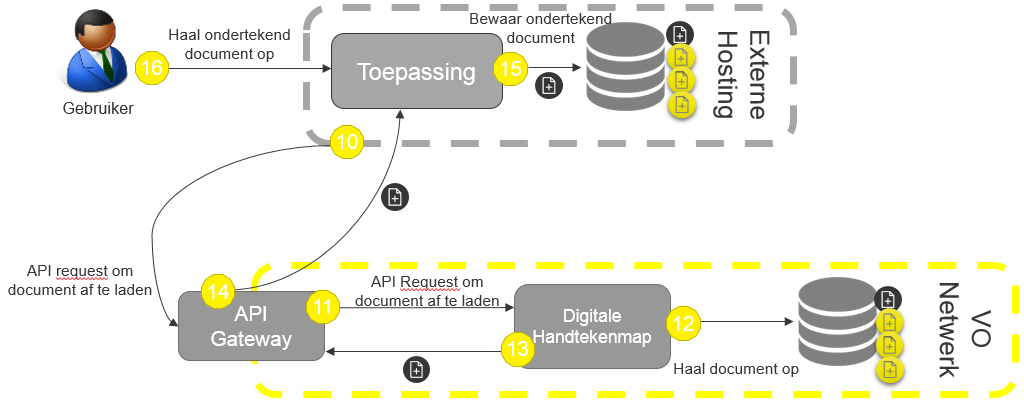 Haal ondertekend
document op
16
Gebruiker
Toepassing
Bewaar ondertekend
document
15
Externe
Hosting
10
API request om
document af te laden
14
API
Gateway
11
API Request om
document af te laden
Digitale
Handtekenmap
13
12
Haal document op
VO
Netwerk